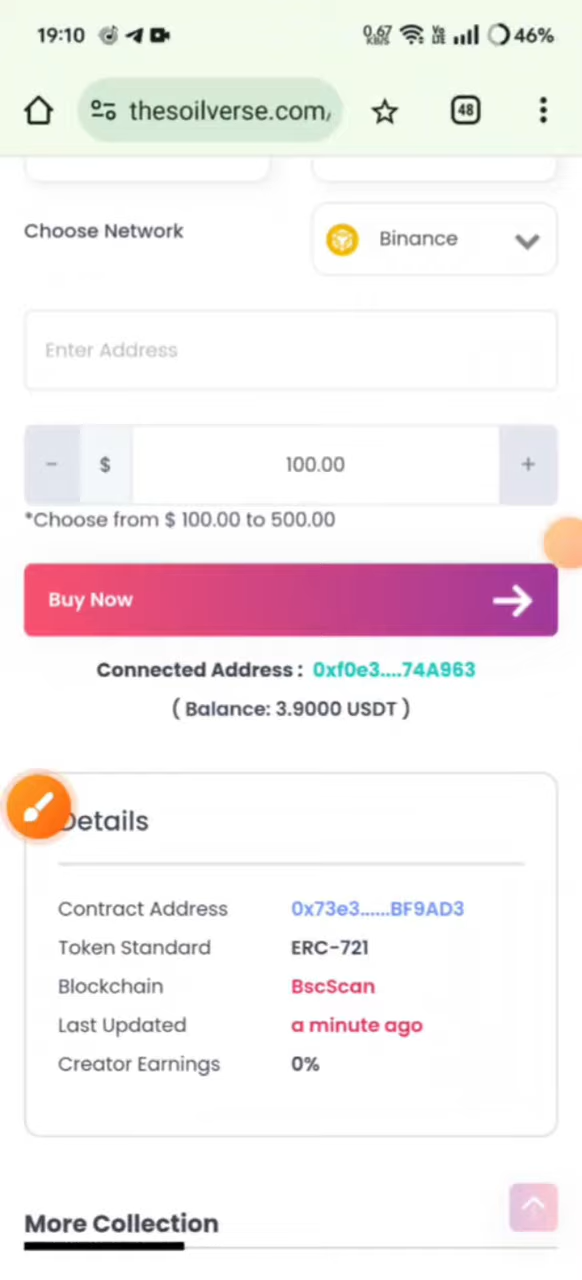 19:10 0.67 KB/S Vo LTE 46%
thesoilverse.com/ 48
Choose Network Binance
Enter Address
- $ 100.00 +
*Choose from $ 100.00 to 500.00
Buy Now
Connected Address : 0xf0e3....74A963
( Balance: 3.9000 USDT )
Details
Contract Address 0x73e3......BF9AD3
Token Standard ERC-721
Blockchain BscScan
Last Updated a minute ago
Creator Earnings 0%
More Collection